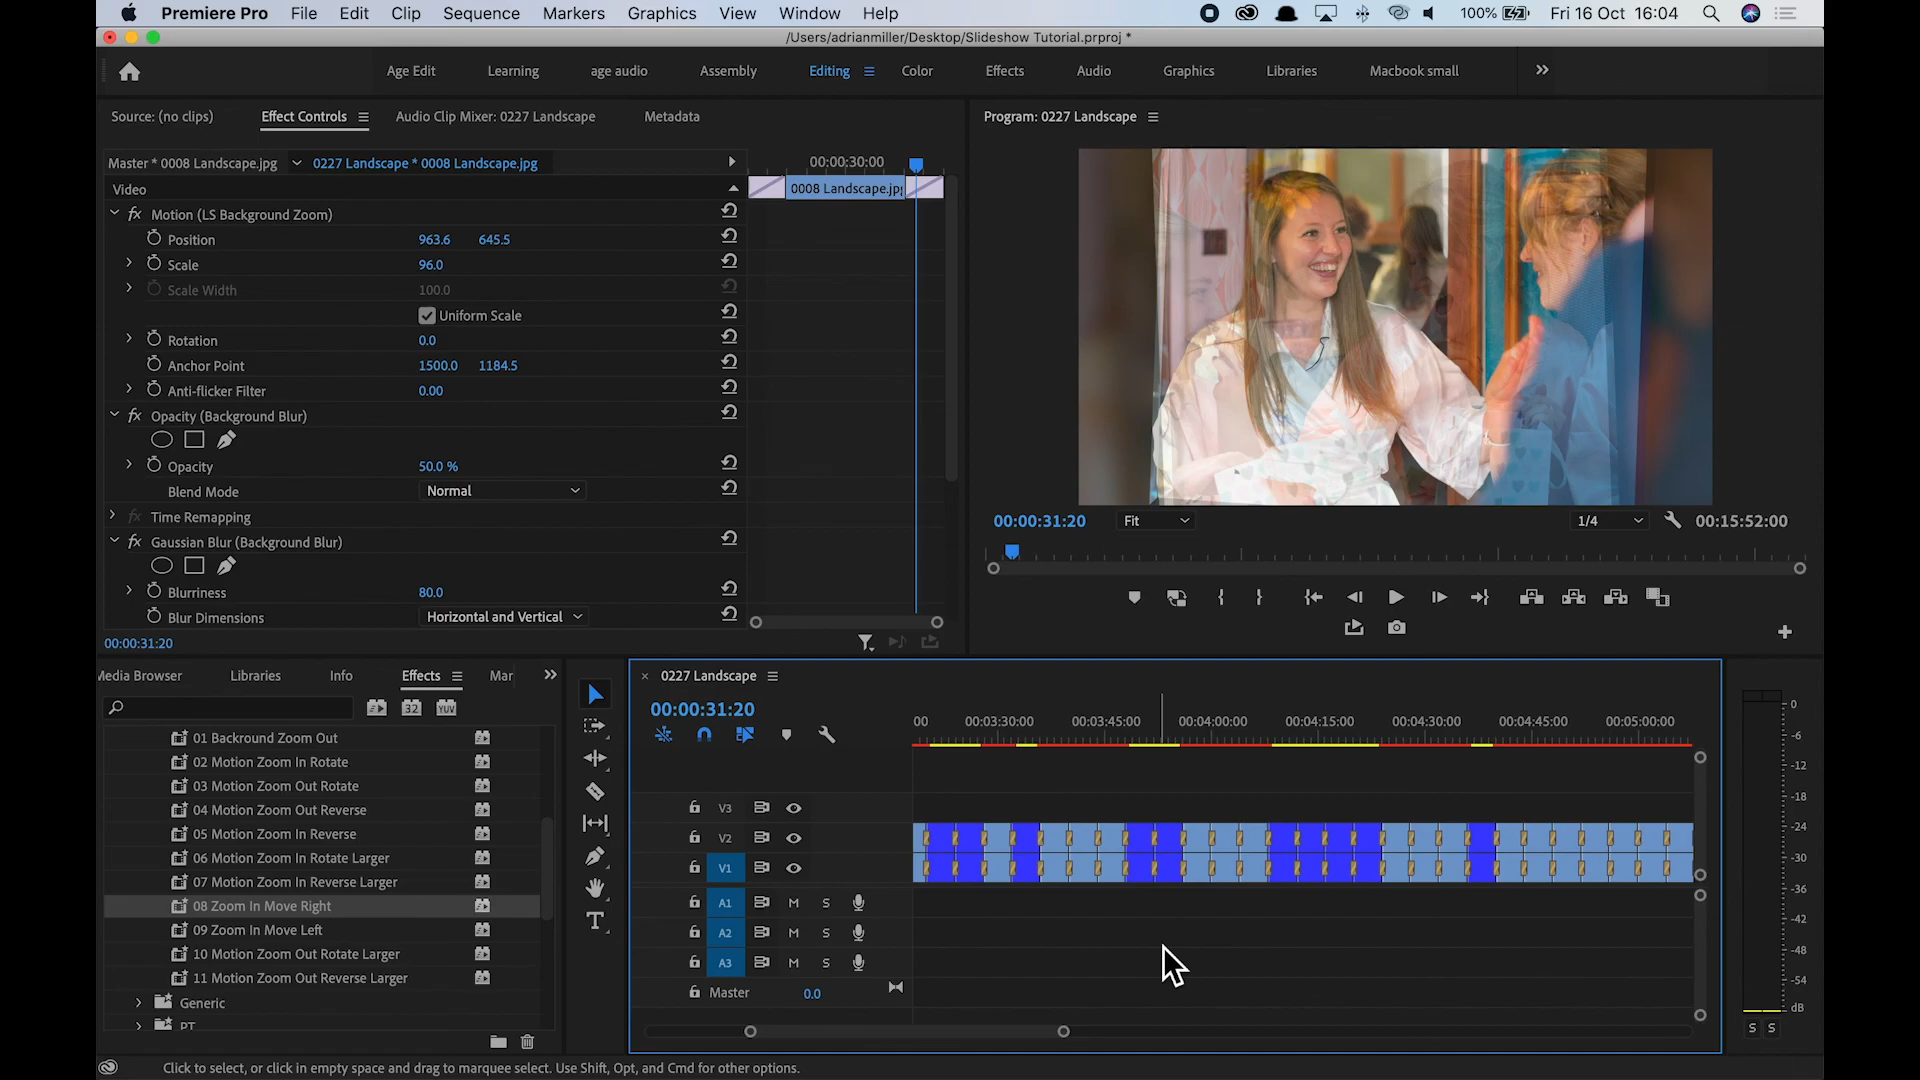 Premiere Pro File Edit Clip Sequence Markers Graphics View Window Help 100% Fri 16 Oct 16:04
/Users/adrianmiller/Desktop/Slideshow Tutorial.prproj *
Age Edit Learning age audio Assembly Editing Color Effects Audio Graphics Libraries Macbook small
Source: (no clips) Effect Controls Audio Clip Mixer: 0227 Landscape Metadata
Program: 0227 Landscape
Master * 0008 Landscape.jpg 0227 Landscape * 0008 Landscape.jpg 00:00:30:00
Video 0008 Landscape.jpg
fx Motion (LS Background Zoom)
Position 963.6 645.5
Scale 96.0
Scale Width 100.0
Uniform Scale
Rotation 0.0
Anchor Point 1500.0 1184.5
Anti-flicker Filter 0.00
fx Opacity (Background Blur)
Opacity 50.0 %
Blend Mode Normal
fx Time Remapping
fx Gaussian Blur (Background Blur)
Blurriness 80.0
Blur Dimensions Horizontal and Vertical
00:00:31:20
00:00:31:20 Fit 1/4 00:15:52:00
Media Browser Libraries Info Effects Mar
32 YUV
01 Backround Zoom Out
02 Motion Zoom In Rotate
03 Motion Zoom Out Rotate
04 Motion Zoom Out Reverse
05 Motion Zoom In Reverse
06 Motion Zoom In Rotate Larger
07 Motion Zoom In Reverse Larger
08 Zoom In Move Right
09 Zoom In Move Left
10 Motion Zoom Out Rotate Larger
11 Motion Zoom Out Reverse Larger
Generic
PT
× 0227 Landscape
00:00:31:20
00 00:03:30:00 00:03:45:00 00:04:00:00 00:04:15:00 00:04:30:00 00:04:45:00 00:05:00:00
V3
V2
V1
A1 M S
A2 M S
A3 M S
Master 0.0
0
-6
-12
-18
-24
-30
-36
-42
-48
-54
dB
S S
Click to select, or click in empty space and drag to marquee select. Use Shift, Opt, and Cmd for other options.